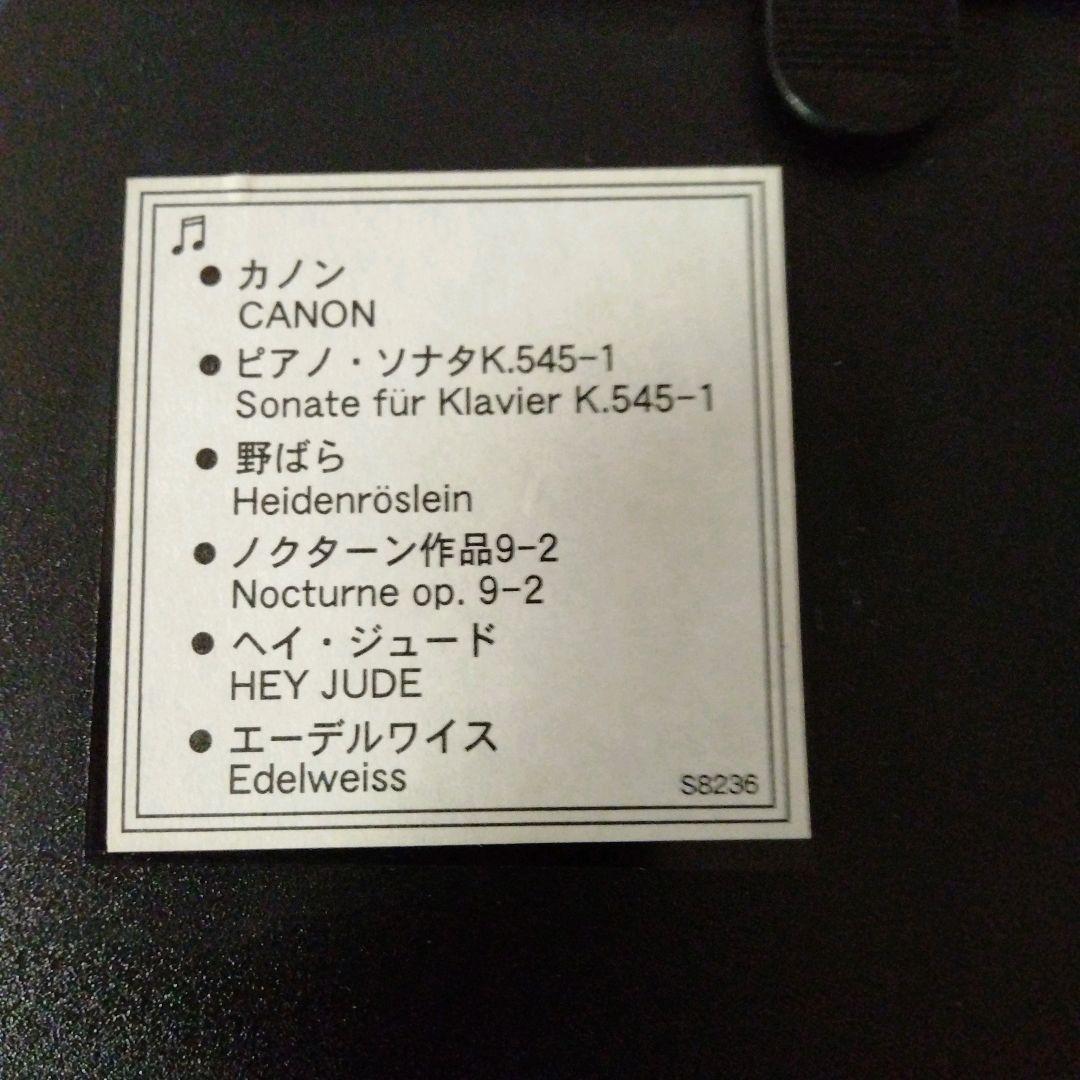 ♫
● カノン
CANON
● ピアノ・ソナタK.545-1
Sonate für Klavier K.545-1
● 野ばら
Heidenröslein
● ノクターン作品9-2
Nocturne op. 9-2
● ヘイ・ジュード
HEY JUDE
● エーデルワイス
Edelweiss
S8236